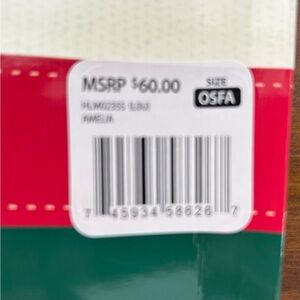 MSRP $60.00
SIZE
OSFA
AMELIA
7 45934 58626 7